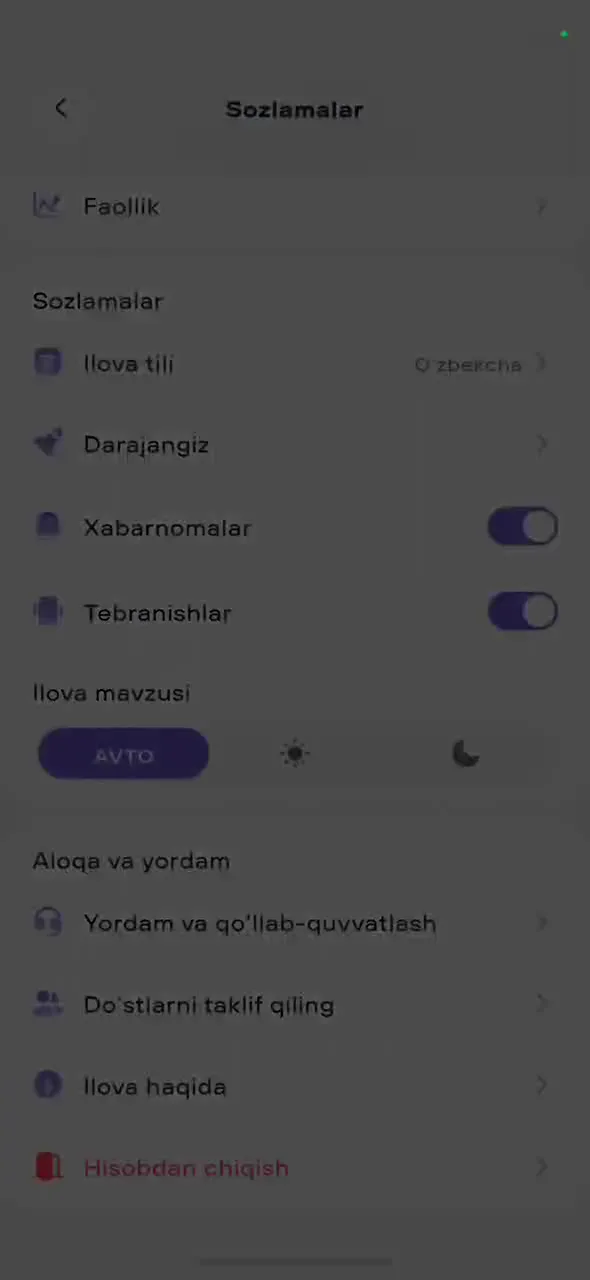 Sozlamalar
Faollik
Sozlamalar
Ilova tili
O'zbekcha
Darajangiz
Xabarnomalar
Tebranishlar
Ilova mavzusi
AVTO
Aloqa va yordam
Yordam va qo'llab-quvvatlash
Do'stlarni taklif qiling
Ilova haqida
Hisobdan chiqish